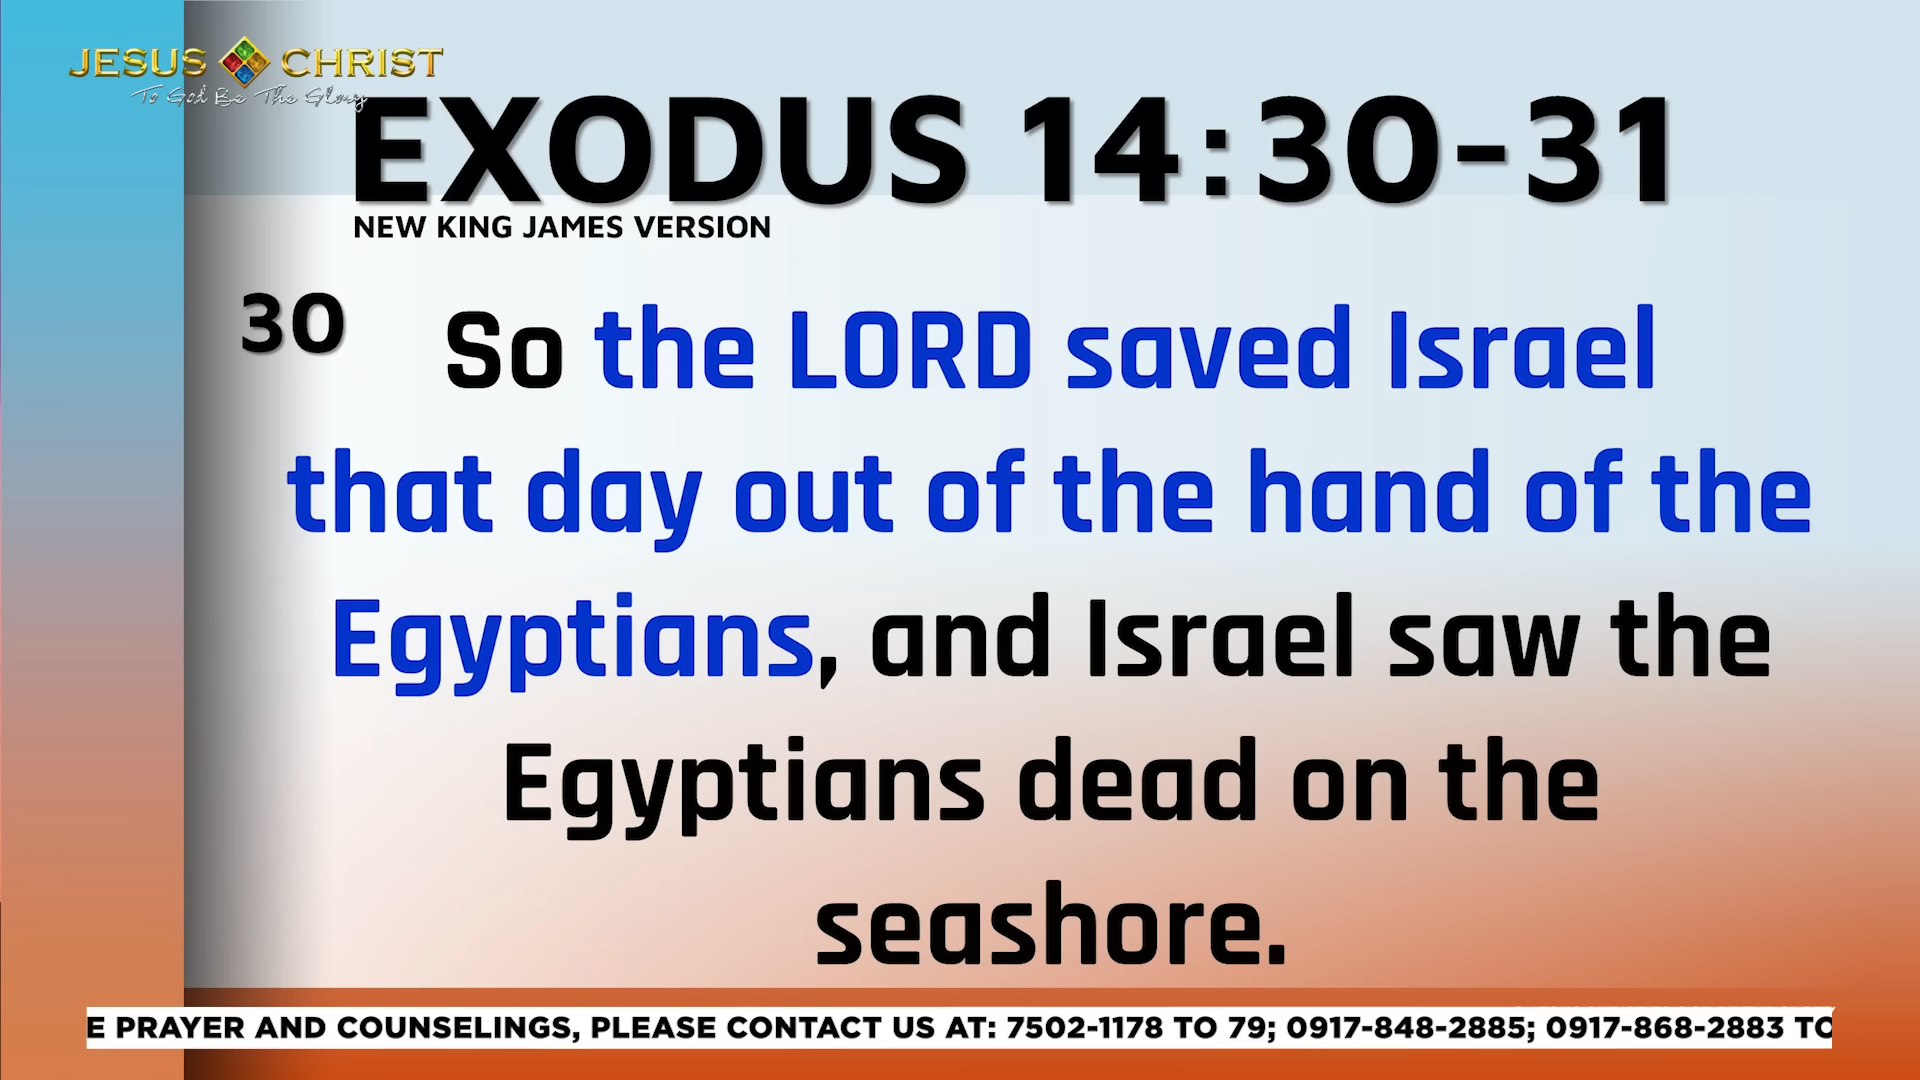 JESUS CHRIST
To God Be The Glory
EXODUS 14:30-31
NEW KING JAMES VERSION
30 So the LORD saved Israel
that day out of the hand of the
Egyptians, and Israel saw the
Egyptians dead on the
seashore.
E PRAYER AND COUNSELINGS, PLEASE CONTACT US AT: 7502-1178 TO 79; 0917-848-2885; 0917-868-2883 TO